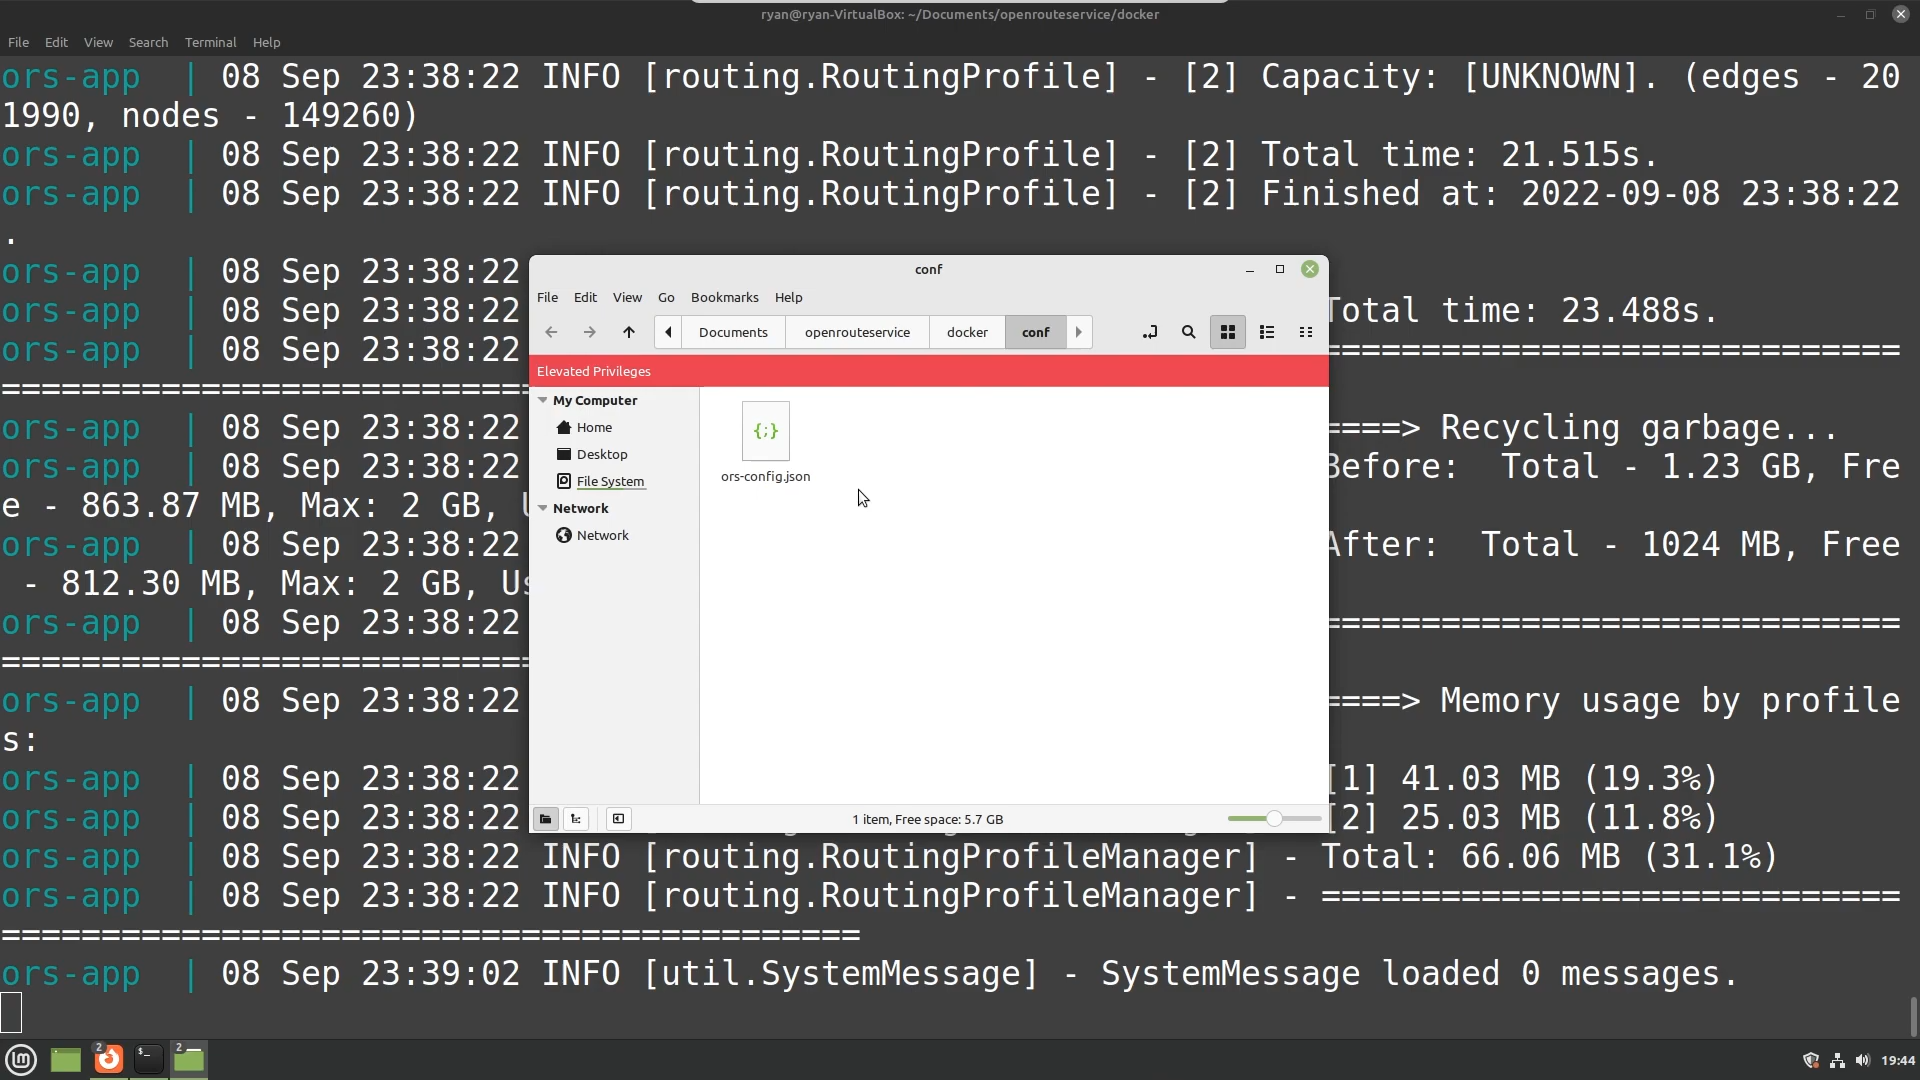 ryan@ryan-VirtualBox: ~/Documents/openrouteservice/docker
File Edit View Search Terminal Help
ors-app | 08 Sep 23:38:22 INFO [routing.RoutingProfile] - [2] Capacity: [UNKNOWN]. (edges - 20
1990, nodes - 149260)
ors-app | 08 Sep 23:38:22 INFO [routing.RoutingProfile] - [2] Total time: 21.515s.
ors-app | 08 Sep 23:38:22 INFO [routing.RoutingProfile] - [2] Finished at: 2022-09-08 23:38:22
.
ors-app | 08 Sep 23:38:22
ors-app | 08 Sep 23:38:22 Total time: 23.488s.
ors-app | 08 Sep 23:38:22 =============================
===========================
ors-app | 08 Sep 23:38:22 ====> Recycling garbage...
ors-app | 08 Sep 23:38:22 Before: Total - 1.23 GB, Fre
e - 863.87 MB, Max: 2 GB,
ors-app | 08 Sep 23:38:22 After: Total - 1024 MB, Free
- 812.30 MB, Max: 2 GB, Us
ors-app | 08 Sep 23:38:22 =============================
===========================
ors-app | 08 Sep 23:38:22 ====> Memory usage by profile
s:
ors-app | 08 Sep 23:38:22 [1] 41.03 MB (19.3%)
ors-app | 08 Sep 23:38:22 [2] 25.03 MB (11.8%)
ors-app | 08 Sep 23:38:22 INFO [routing.RoutingProfileManager] - Total: 66.06 MB (31.1%)
ors-app | 08 Sep 23:38:22 INFO [routing.RoutingProfileManager] - =============================
===========================================
ors-app | 08 Sep 23:39:02 INFO [util.SystemMessage] - SystemMessage loaded 0 messages.
conf
File Edit View Go Bookmarks Help
Documents openrouteservice docker conf
Elevated Privileges
My Computer
Home
Desktop
File System
Network
Network
{;}
ors-config.json
1 item, Free space: 5.7 GB
2
$_
2
19:44